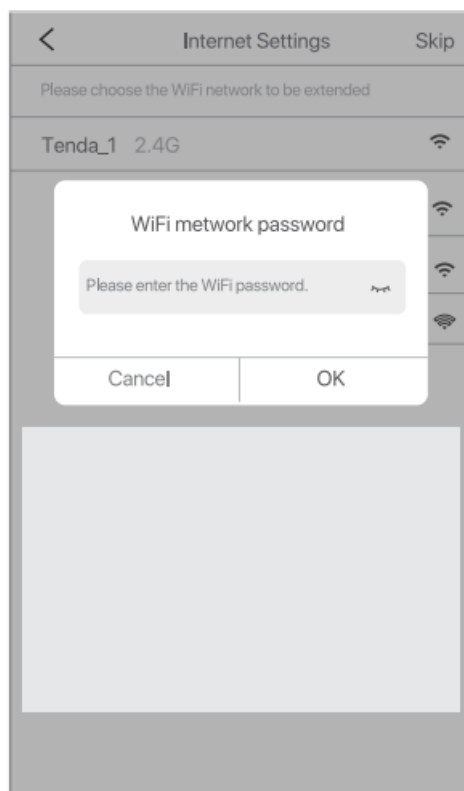 Internet Settings Skip
Please choose the WiFi network to be extended
Tenda_1 2.4G
WiFi metwork password
Please enter the WiFi password.
Cancel OK